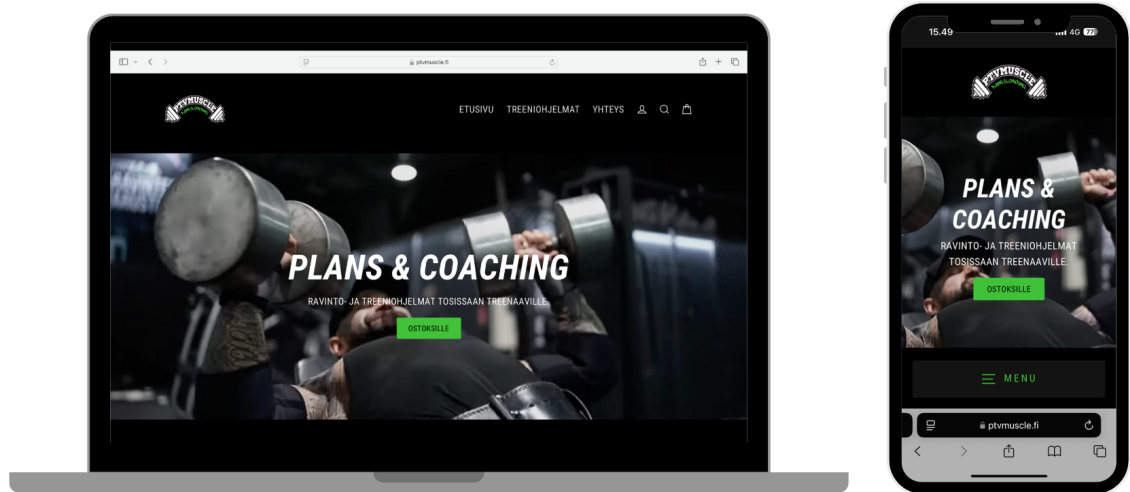 ptvmuscle.fi
PTVMUSCLE
ETUSIVU TREENIOHJELMAT YHTEYS
PLANS & COACHING
RAVINTO- JA TREENIOHJELMAT TOSISSAAN TREENAAVILLE.
OSTOKSILLE
15.49 4G 77
PTVMUSCLE
PLANS &
COACHING
RAVINTO- JA TREENIOHJELMAT
TOSISSAAN TREENAAVILLE.
OSTOKSILLE
MENU
ptvmuscle.fi